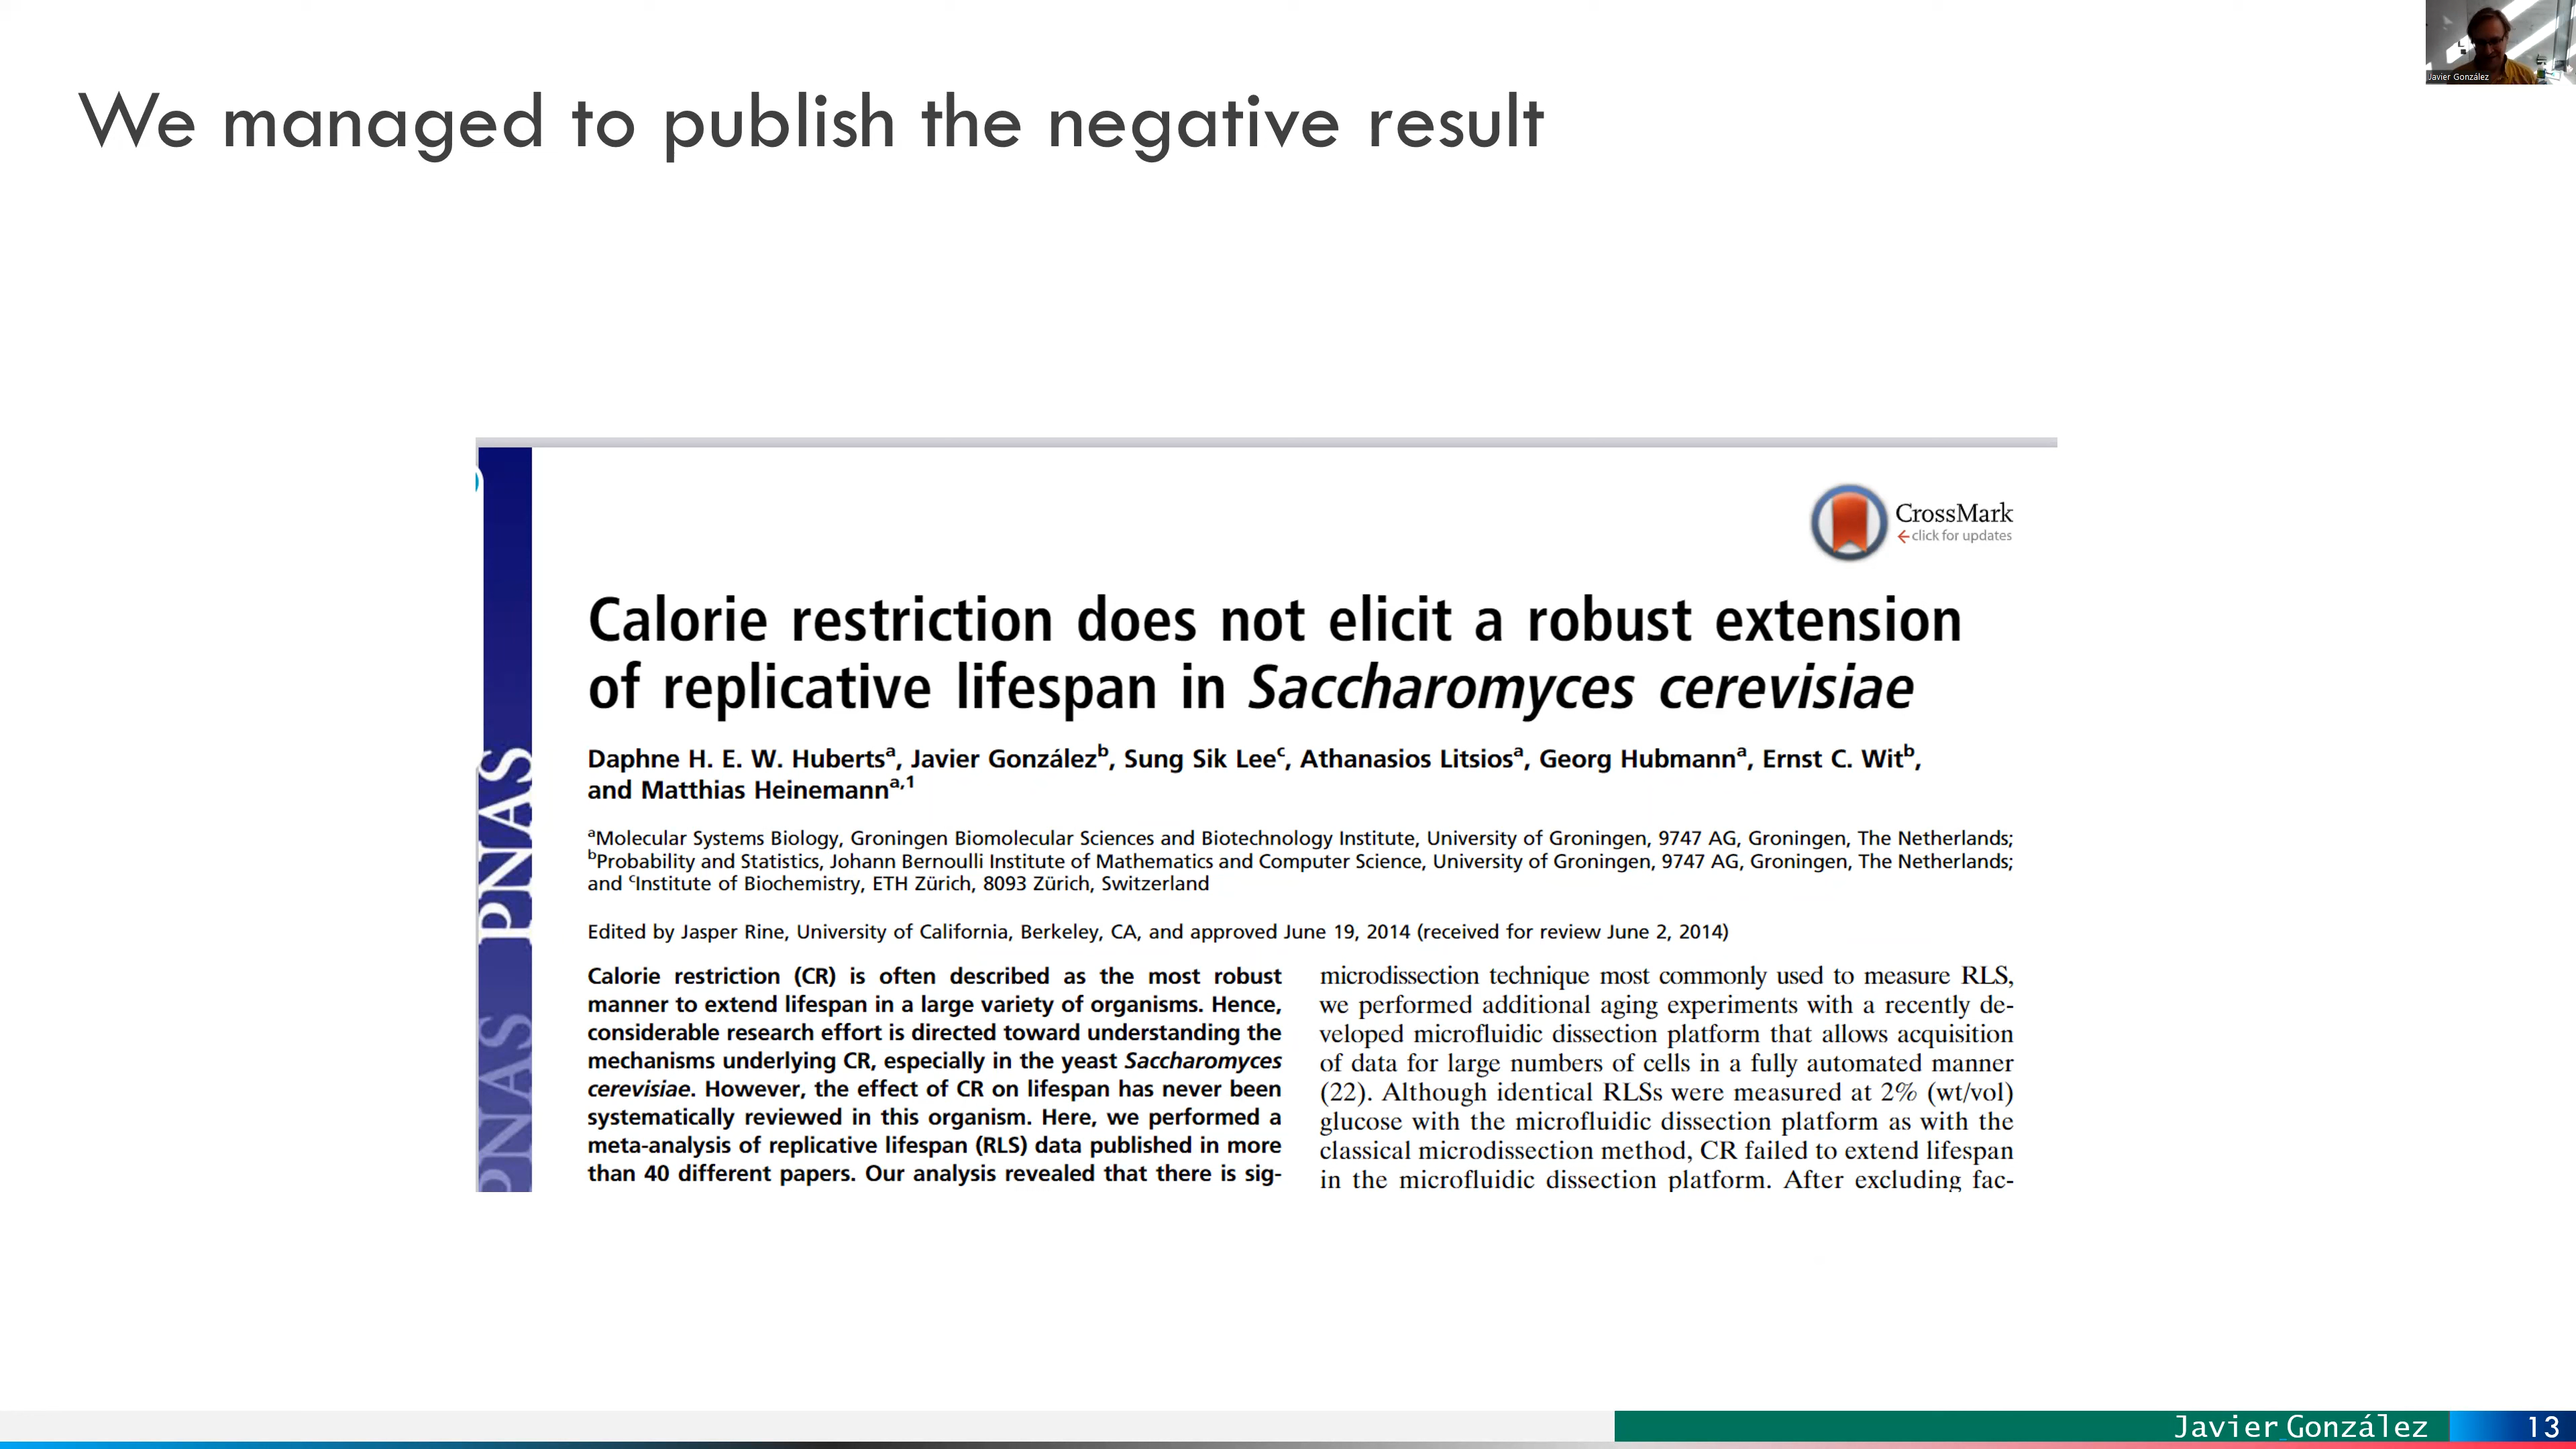 Javier González
We managed to publish the negative result
CrossMark
click for updates
Calorie restriction does not elicit a robust extension
of replicative lifespan in Saccharomyces cerevisiae
Daphne H. E. W. Hubertsa, Javier Gonzálezb, Sung Sik Leec, Athanasios Litsiosa, Georg Hubmanna, Ernst C. Witb,
and Matthias Heinemanna,1
aMolecular Systems Biology, Groningen Biomolecular Sciences and Biotechnology Institute, University of Groningen, 9747 AG, Groningen, The Netherlands;
bProbability and Statistics, Johann Bernoulli Institute of Mathematics and Computer Science, University of Groningen, 9747 AG, Groningen, The Netherlands;
and cInstitute of Biochemistry, ETH Zürich, 8093 Zürich, Switzerland
Edited by Jasper Rine, University of California, Berkeley, CA, and approved June 19, 2014 (received for review June 2, 2014)
Calorie restriction (CR) is often described as the most robust
manner to extend lifespan in a large variety of organisms. Hence,
considerable research effort is directed toward understanding the
mechanisms underlying CR, especially in the yeast Saccharomyces
cerevisiae. However, the effect of CR on lifespan has never been
systematically reviewed in this organism. Here, we performed a
meta-analysis of replicative lifespan (RLS) data published in more
than 40 different papers. Our analysis revealed that there is sig-
microdissection technique most commonly used to measure RLS,
we performed additional aging experiments with a recently de-
veloped microfluidic dissection platform that allows acquisition
of data for large numbers of cells in a fully automated manner
(22). Although identical RLSs were measured at 2% (wt/vol)
glucose with the microfluidic dissection platform as with the
classical microdissection method, CR failed to extend lifespan
in the microfluidic dissection platform. After excluding fac-
PNAS
PNAS
Javier González
13